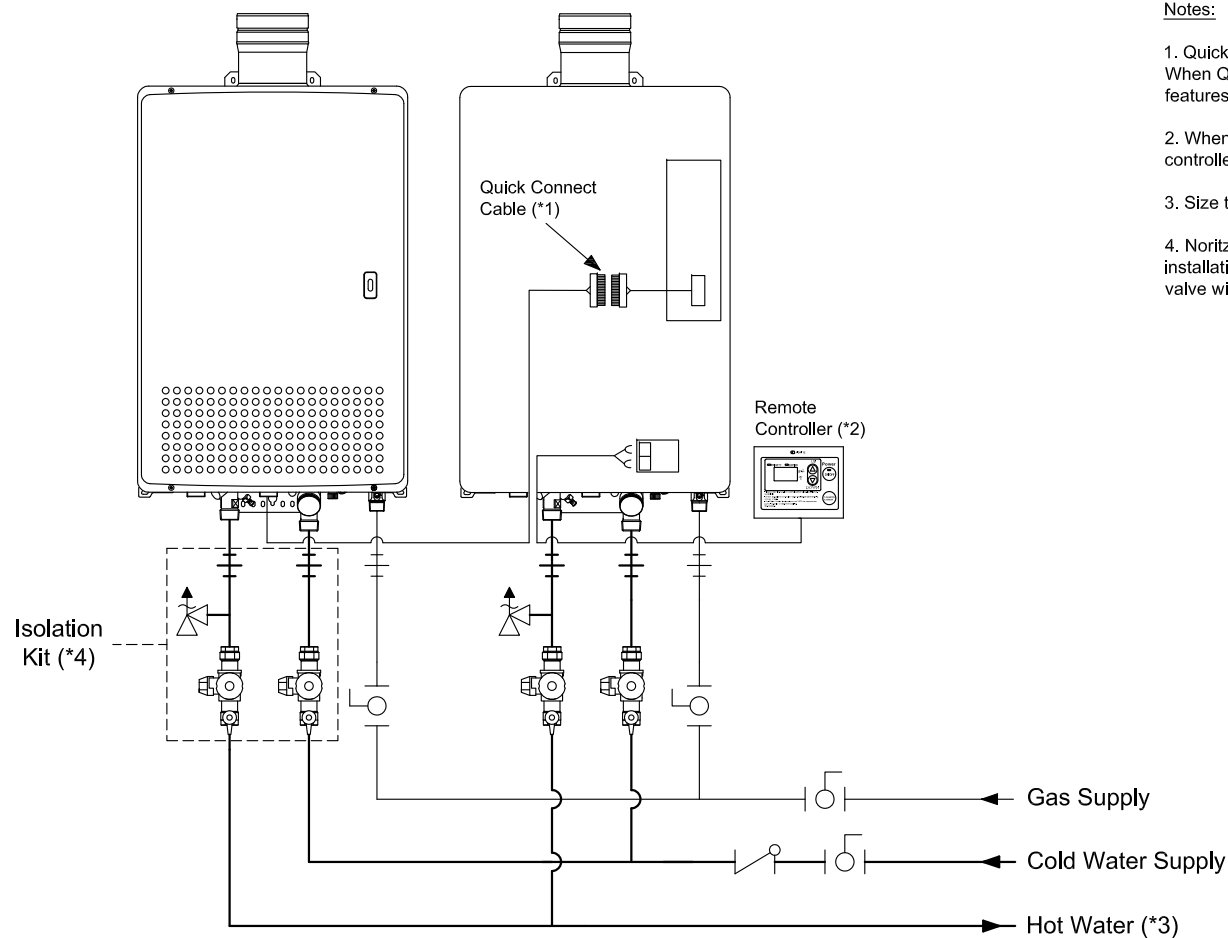 Notes:
1. Quick
When Q
features
2. When
controlle
3. Size t
4. Noritz
installati
valve wi
Quick Connect
Cable (*1)
Remote
Controller (*2)
Power
Isolation
Kit (*4)
Gas Supply
Cold Water Supply
Hot Water (*3)